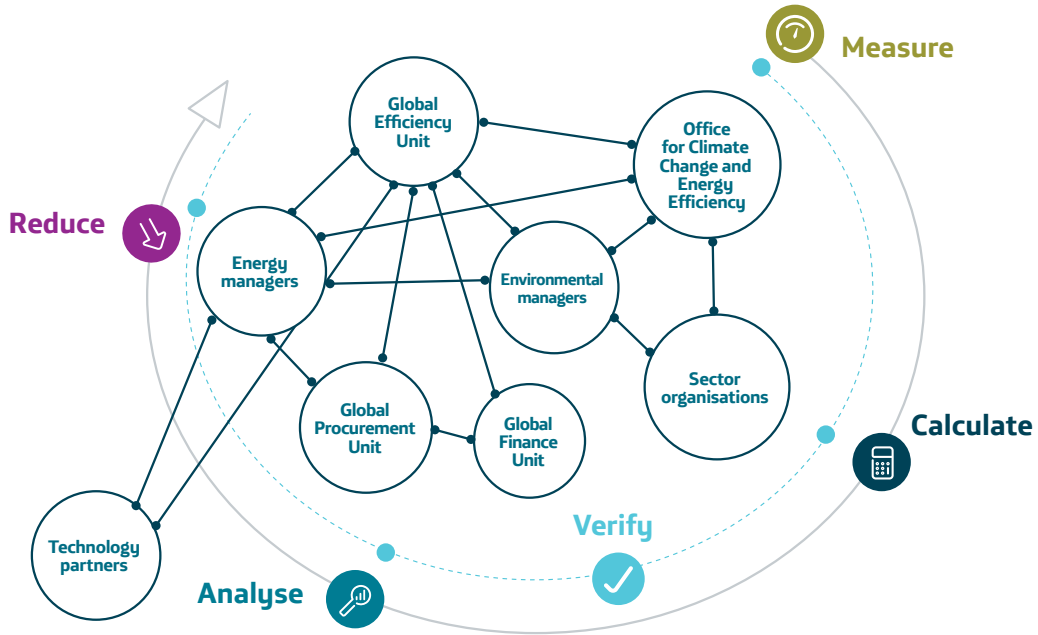 Measure
Global
Efficiency
Unit
Office
for Climate
Change and
Energy
Efficiency
Reduce
Energy
managers
Environmental
managers
Sector
organisations
Global
Procurement
Unit
Global
Finance
Unit
Calculate
Verify
Technology
partners
Analyse